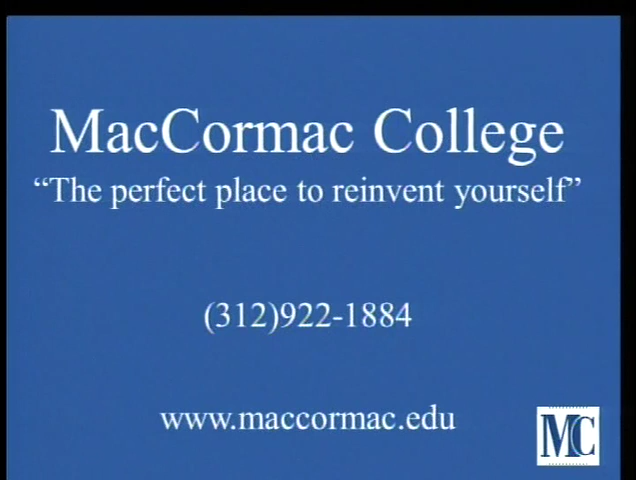 MacCormac College
“The perfect place to reinvent yourself”
(312)922-1884
www.maccormac.edu
MC